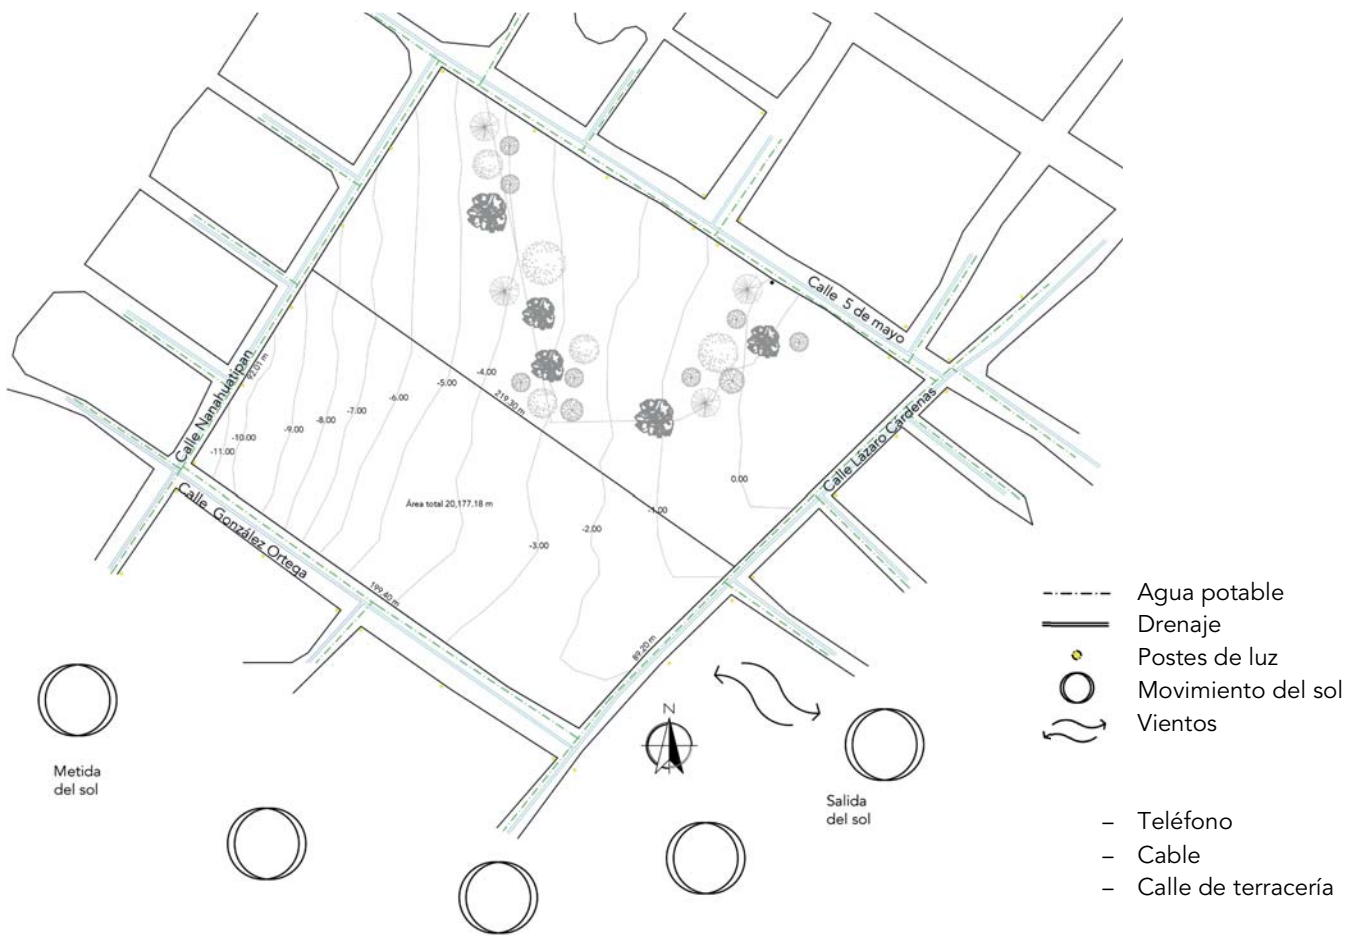 Calle 5 de mayo
Calle Nanahuatipan
92.01 m
-4.00
-5.00
-6.00
-7.00
-8.00
-9.00
-10.00
-11.00
219.30 m
Calle Lázaro Cárdenas
0.00
-1.00
-2.00
-3.00
Área total 20,177.18 m
Calle González Ortega
199.40 m
89.20 m
N
Metida
del sol
Salida
del sol
Agua potable
Drenaje
Postes de luz
Movimiento del sol
Vientos
– Teléfono
– Cable
– Calle de terracería